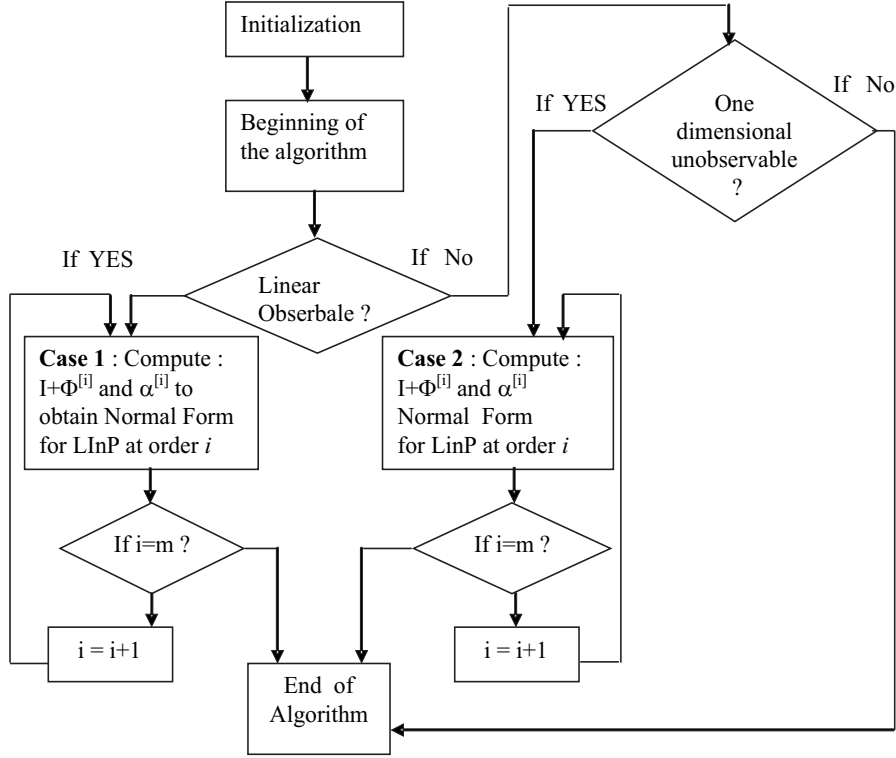 Initialization
Beginning of
the algorithm
If YES
If No
Linear
Obserbale ?
If YES
If No
One
dimensional
unobservable
?
Case 1 : Compute :
I+Φ[i] and α[i] to
obtain Normal Form
for LInP at order i
Case 2 : Compute :
I+Φ[i] and α[i]
Normal Form
for LinP at order i
If i=m ?
If i=m ?
i = i+1
i = i+1
End of
Algorithm